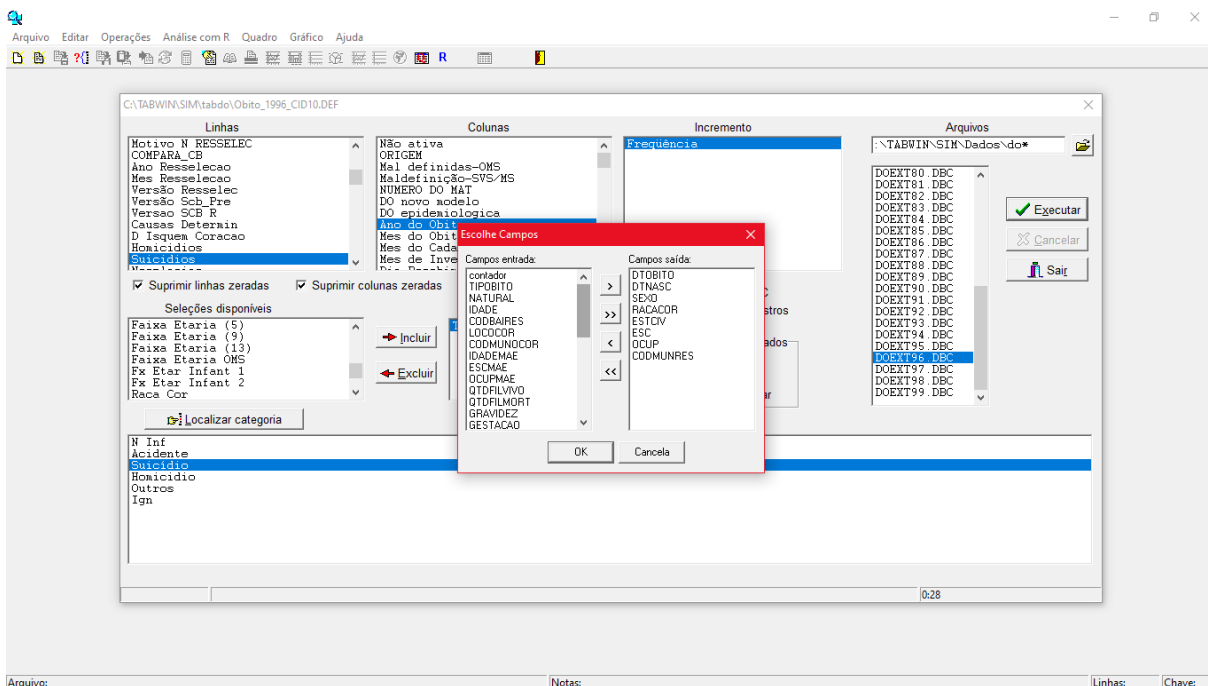 Arquivo Editar Operações Análise com R Quadro Gráfico Ajuda
R
C:\TABWIN\SIM\tabdo\Obito_1996_CID10.DEF
Linhas
Motivo N RESSELEC
COMPARA_CB
Ano Resselecao
Mes Resselecao
Versão Resselec
Versão Scb_Pre
Versao SCB R
Causas Determin
D Isquem Coracao
Homicidios
Suicidios
Colunas
Não ativa
ORIGEM
Mal definidas-OMS
Maldefinição-SVS/MS
NUMERO DO MAT
DO novo modelo
DO epidemiologica
Ano do Obit
Mes do Obit
Mes do Cada
Mes de Inve
Incremento
Freqüência
Arquivos
:\TABWIN\SIM\Dados\do*
DOEXT80.DBC
DOEXT81.DBC
DOEXT82.DBC
DOEXT83.DBC
DOEXT84.DBC
DOEXT85.DBC
DOEXT86.DBC
DOEXT87.DBC
DOEXT88.DBC
DOEXT89.DBC
DOEXT90.DBC
DOEXT91.DBC
DOEXT92.DBC
DOEXT93.DBC
DOEXT94.DBC
DOEXT95.DBC
DOEXT96.DBC
DOEXT97.DBC
DOEXT98.DBC
DOEXT99.DBC
Executar
Cancelar
Sair
Suprimir linhas zeradas
Suprimir colunas zeradas
Seleções disponíveis
Faixa Etaria (5)
Faixa Etaria (9)
Faixa Etaria (13)
Faixa Etaria OMS
Fx Etar Infant 1
Fx Etar Infant 2
Raca Cor
Incluir
Excluir
Localizar categoria
Escolhe Campos
Campos entrada:
contador
TIPOBITO
NATURAL
IDADE
CODBAIRES
LOCOCOR
CODMUNOCOR
IDADEMAE
ESCMAE
OCUPMAE
QTDFILVIVO
QTDFILMORT
GRAVIDEZ
GESTACAO
>
>>
<
<<
Campos saída:
DTOBITO
DTNASC
SEXO
RACACOR
ESTCIV
ESC
OCUP
CODMUNRES
OK
Cancela
stros
ados
ar
N Inf
Acidente
Suicídio
Homicidio
Outros
Ign
0:28
Arquivo:
Notas:
Linhas:
Chave: